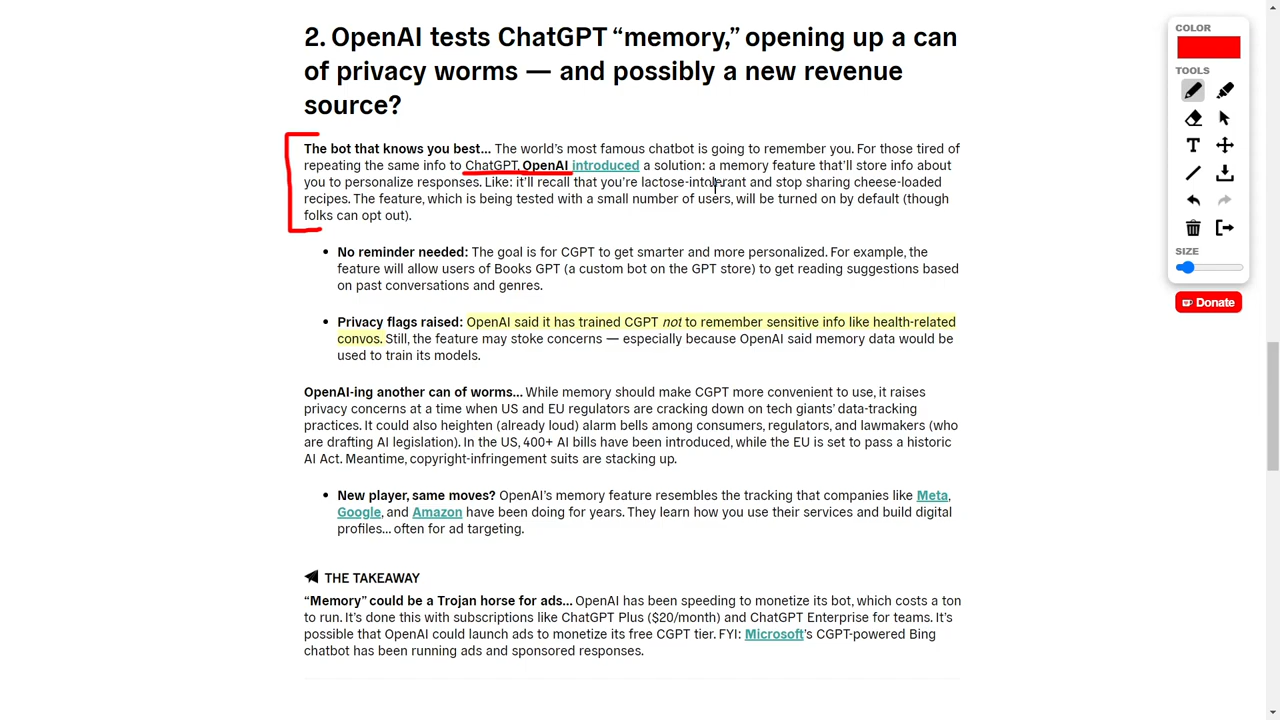 2. OpenAI tests ChatGPT “memory,” opening up a can
of privacy worms — and possibly a new revenue
source?
The bot that knows you best... The world’s most famous chatbot is going to remember you. For those tired of
repeating the same info to ChatGPT, OpenAI introduced a solution: a memory feature that’ll store info about
you to personalize responses. Like: it’ll recall that you’re lactose-intolerant and stop sharing cheese-loaded
recipes. The feature, which is being tested with a small number of users, will be turned on by default (though
folks can opt out).
• No reminder needed: The goal is for CGPT to get smarter and more personalized. For example, the
feature will allow users of Books GPT (a custom bot on the GPT store) to get reading suggestions based
on past conversations and genres.
• Privacy flags raised: OpenAI said it has trained CGPT not to remember sensitive info like health-related
convos. Still, the feature may stoke concerns — especially because OpenAI said memory data would be
used to train its models.
OpenAI-ing another can of worms... While memory should make CGPT more convenient to use, it raises
privacy concerns at a time when US and EU regulators are cracking down on tech giants’ data-tracking
practices. It could also heighten (already loud) alarm bells among consumers, regulators, and lawmakers (who
are drafting AI legislation). In the US, 400+ AI bills have been introduced, while the EU is set to pass a historic
AI Act. Meantime, copyright-infringement suits are stacking up.
• New player, same moves? OpenAI’s memory feature resembles the tracking that companies like Meta,
Google, and Amazon have been doing for years. They learn how you use their services and build digital
profiles... often for ad targeting.
THE TAKEAWAY
“Memory” could be a Trojan horse for ads... OpenAI has been speeding to monetize its bot, which costs a ton
to run. It’s done this with subscriptions like ChatGPT Plus ($20/month) and ChatGPT Enterprise for teams. It’s
possible that OpenAI could launch ads to monetize its free CGPT tier. FYI: Microsoft’s CGPT-powered Bing
chatbot has been running ads and sponsored responses.
COLOR
TOOLS
T
SIZE
Donate